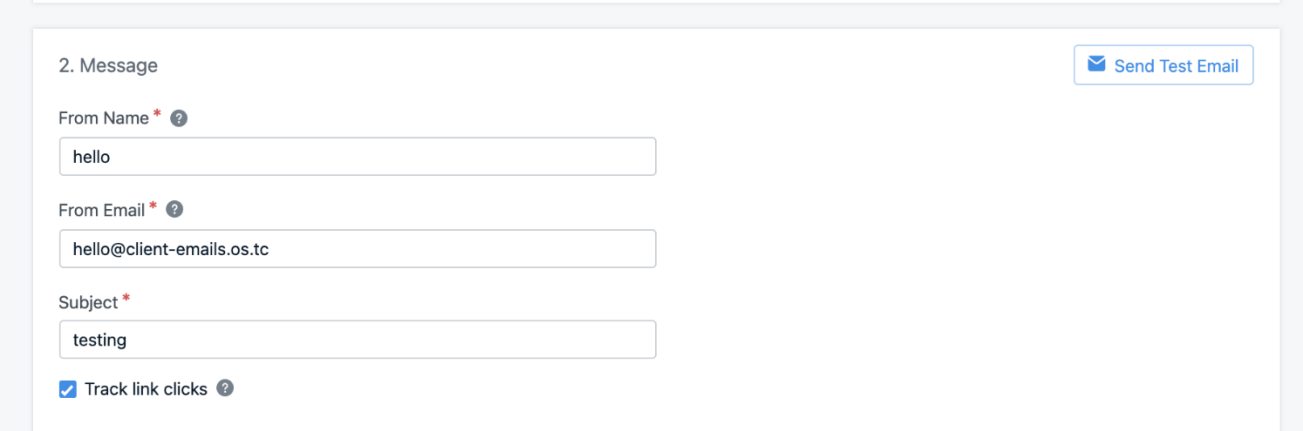 2. Message
Send Test Email
From Name * ?
hello
From Email * ?
hello@client-emails.os.tc
Subject *
testing
Track link clicks ?